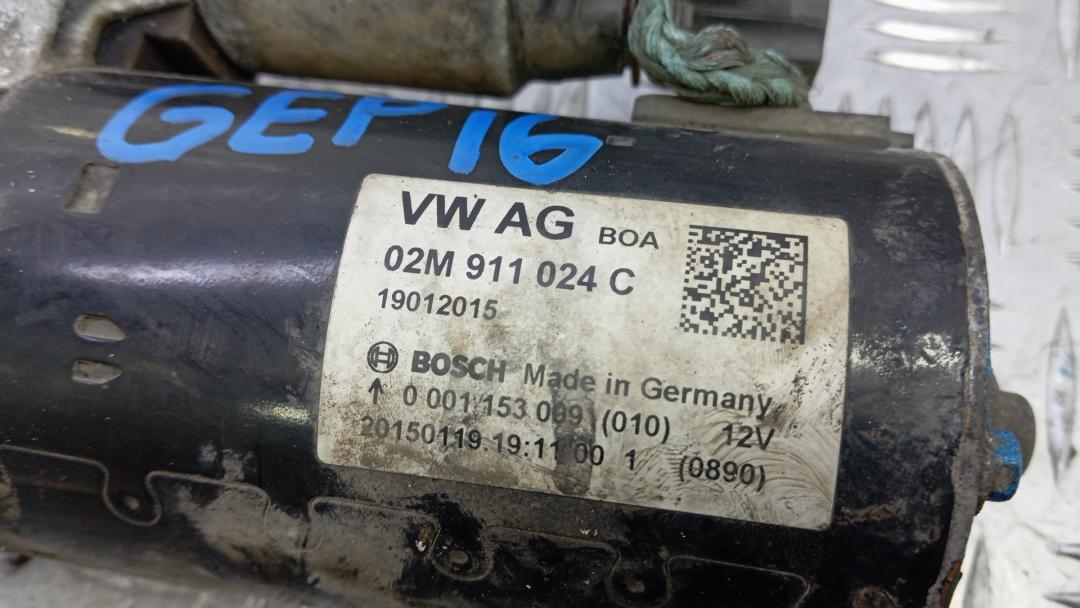 GEP16
VW AG BOA
02M 911 024 C
19012015
BOSCH Made in Germany
↑ 0 001 153 009 (010) 12V
20150119 19:11 00 1 (0890)